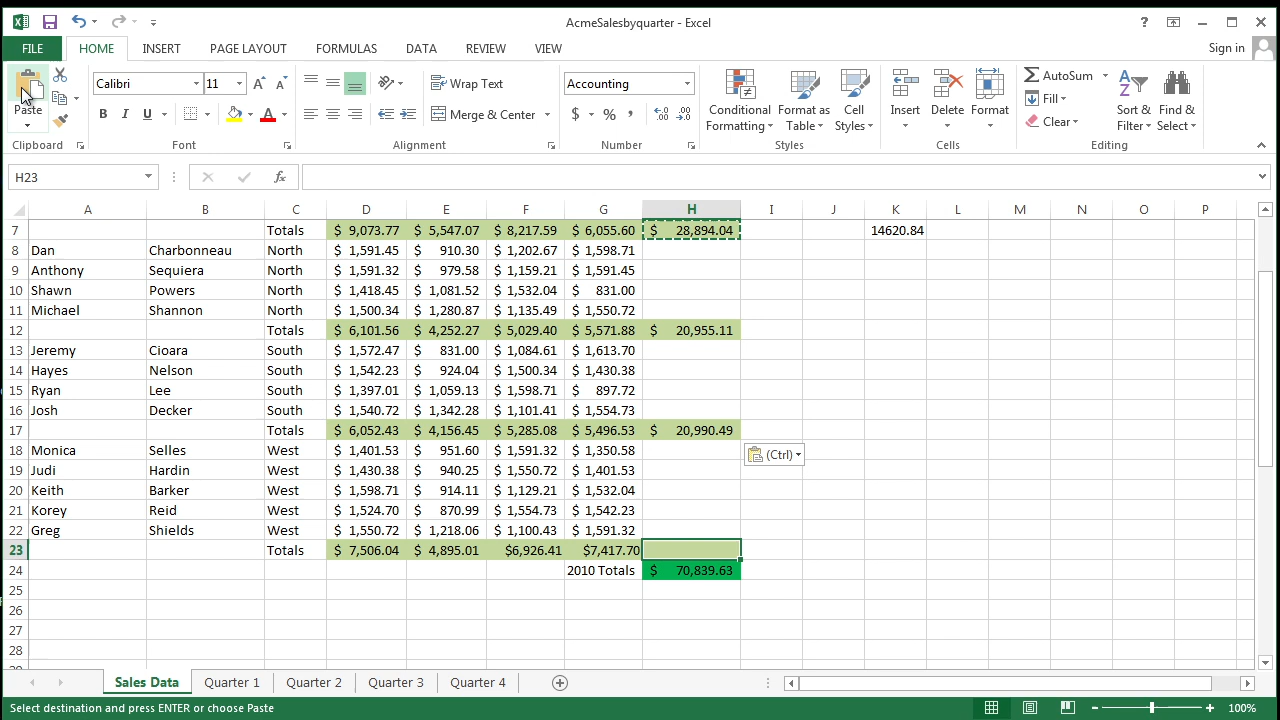 AcmeSalesbyquarter - Excel
?
FILE HOME INSERT PAGE LAYOUT FORMULAS DATA REVIEW VIEW Sign in
Paste Calibri 11 A A Wrap Text Accounting Conditional Formatting Format as Table Cell Styles Insert Delete Format AutoSum Sort & Filter Find & Select
B I U A Merge & Center $ % , Fill
Clear
Clipboard Font Alignment Number Styles Cells Editing
H23 fx
A B C D E F G H I J K L M N O P
7 Totals $ 9,073.77 $ 5,547.07 $ 8,217.59 $ 6,055.60 $ 28,894.04 14620.84
8 Dan Charbonneau North $ 1,591.45 $ 910.30 $ 1,202.67 $ 1,598.71
9 Anthony Sequiera North $ 1,591.32 $ 979.58 $ 1,159.21 $ 1,591.45
10 Shawn Powers North $ 1,418.45 $ 1,081.52 $ 1,532.04 $ 831.00
11 Michael Shannon North $ 1,500.34 $ 1,280.87 $ 1,135.49 $ 1,550.72
12 Totals $ 6,101.56 $ 4,252.27 $ 5,029.40 $ 5,571.88 $ 20,955.11
13 Jeremy Cioara South $ 1,572.47 $ 831.00 $ 1,084.61 $ 1,613.70
14 Hayes Nelson South $ 1,542.23 $ 924.04 $ 1,500.34 $ 1,430.38
15 Ryan Lee South $ 1,397.01 $ 1,059.13 $ 1,598.71 $ 897.72
16 Josh Decker South $ 1,540.72 $ 1,342.28 $ 1,101.41 $ 1,554.73
17 Totals $ 6,052.43 $ 4,156.45 $ 5,285.08 $ 5,496.53 $ 20,990.49
18 Monica Selles West $ 1,401.53 $ 951.60 $ 1,591.32 $ 1,350.58 (Ctrl)
19 Judi Hardin West $ 1,430.38 $ 940.25 $ 1,550.72 $ 1,401.53
20 Keith Barker West $ 1,598.71 $ 914.11 $ 1,129.21 $ 1,532.04
21 Korey Reid West $ 1,524.70 $ 870.99 $ 1,554.73 $ 1,542.23
22 Greg Shields West $ 1,550.72 $ 1,218.06 $ 1,100.43 $ 1,591.32
23 Totals $ 7,506.04 $ 4,895.01 $6,926.41 $7,417.70
24 2010 Totals $ 70,839.63
25
26
27
28
Sales Data Quarter 1 Quarter 2 Quarter 3 Quarter 4
Select destination and press ENTER or choose Paste 100%